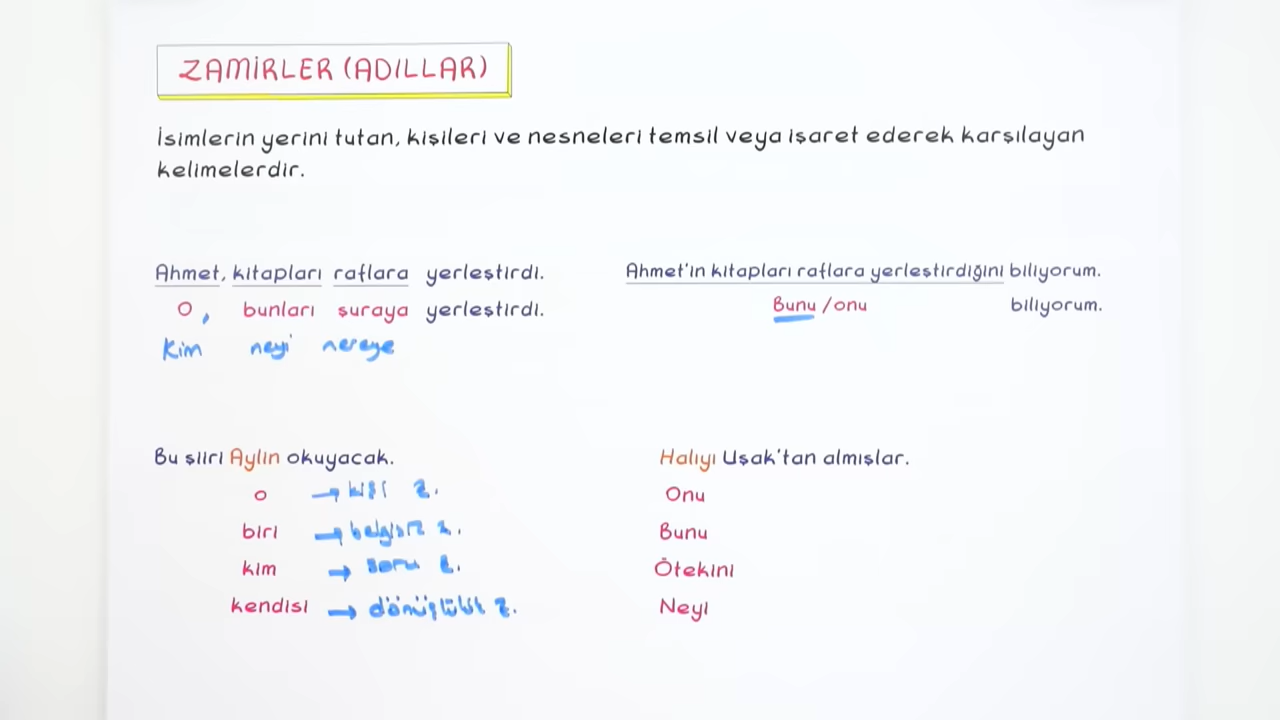 ZAMİRLER (ADILLAR)
İsimlerin yerini tutan, kişileri ve nesneleri temsil veya işaret ederek karşılayan
kelimelerdir.
Ahmet, kitapları raflara yerleştirdi.
O, bunları şuraya yerleştirdi.
Kim neyi nereye
Ahmet'in kitapları raflara yerleştirdiğini biliyorum.
Bunu / onu biliyorum.
Bu şiiri Aylin okuyacak.
o → kişi z.
biri → belgisiz z.
kim → soru z.
kendisi → dönüşlülük z.
Halıyı Uşak'tan almışlar.
Onu
Bunu
Ötekini
Neyi